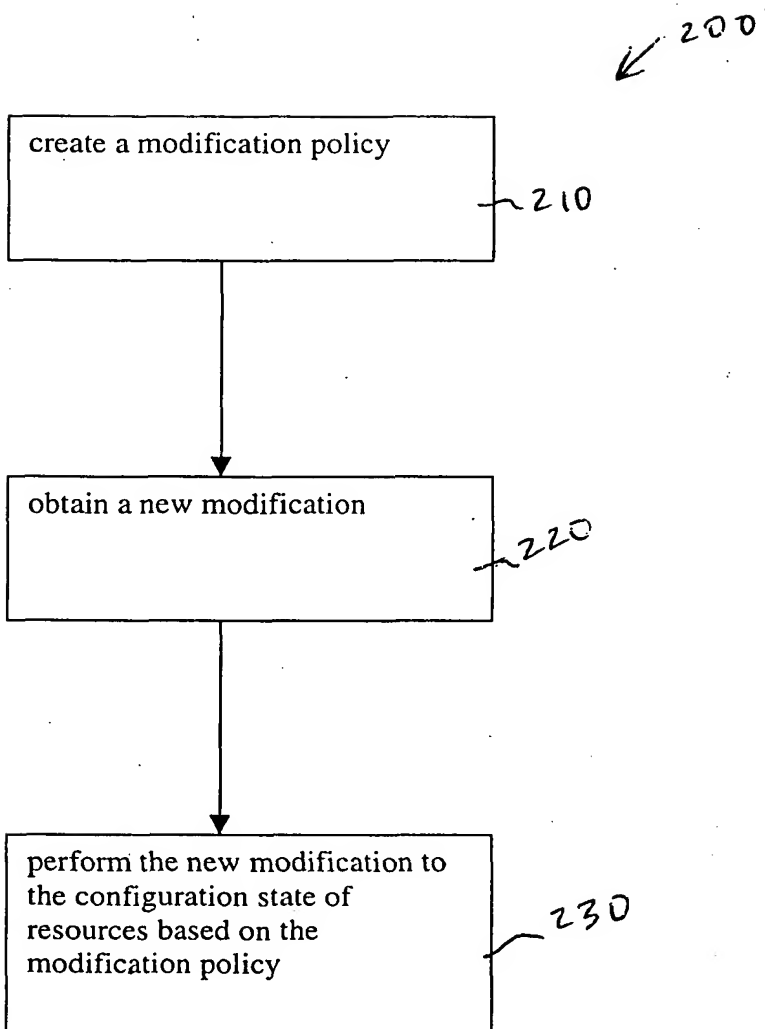 200
create a modification policy
210
obtain a new modification
220
perform the new modification to
the configuration state of
resources based on the
modification policy
230